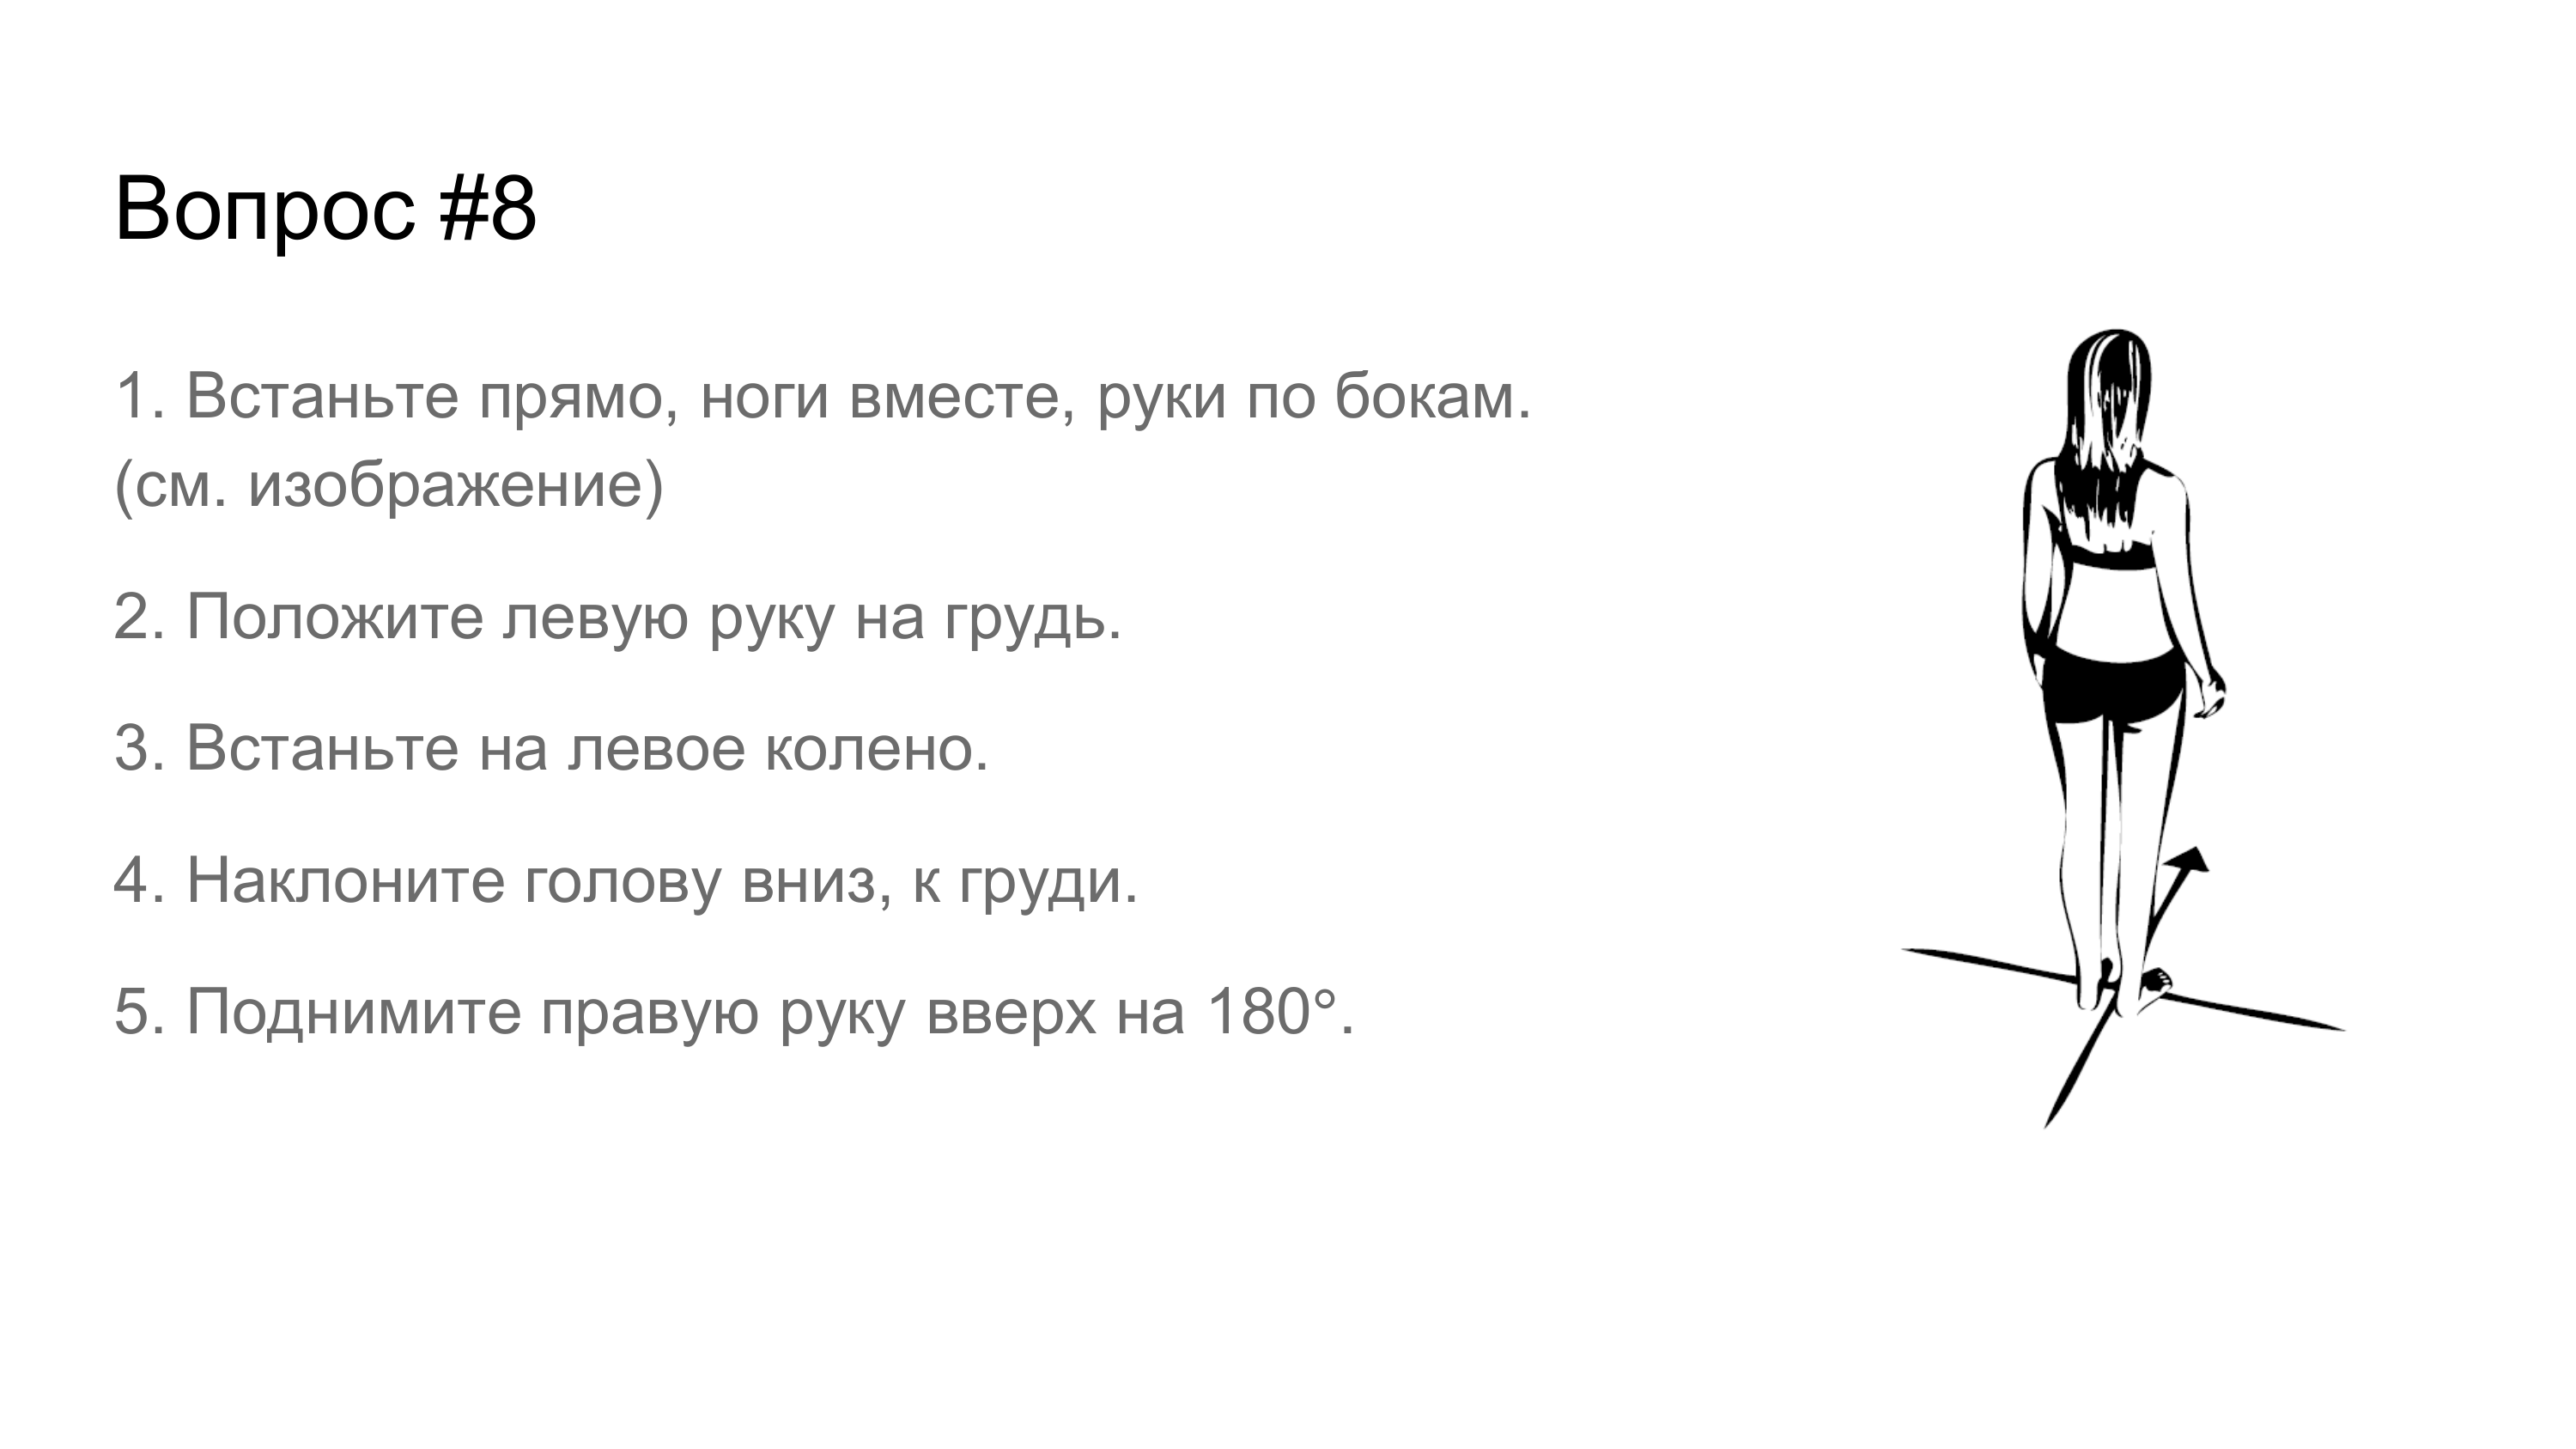 Вопрос #8
1. Встаньте прямо, ноги вместе, руки по бокам.
(см. изображение)
2. Положите левую руку на грудь.
3. Встаньте на левое колено.
4. Наклоните голову вниз, к груди.
5. Поднимите правую руку вверх на 180°.